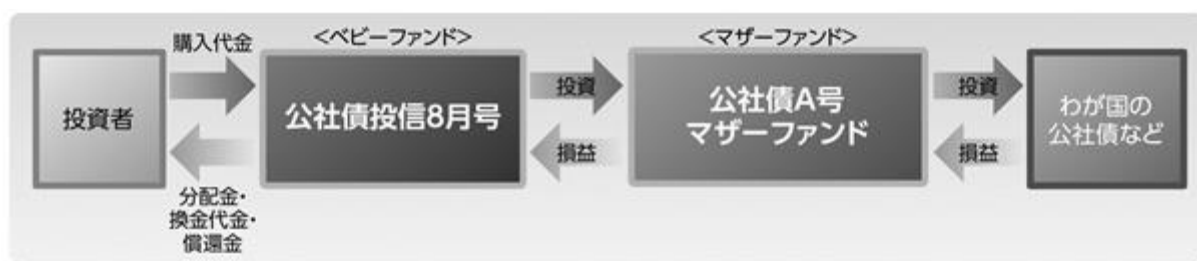 購入代金
<ベビーファンド>
<マザーファンド>
投資者
公社債投信8月号
投資
公社債A号
マザーファンド
投資
わが国の
公社債など
損益
損益
分配金・
換金代金・
償還金